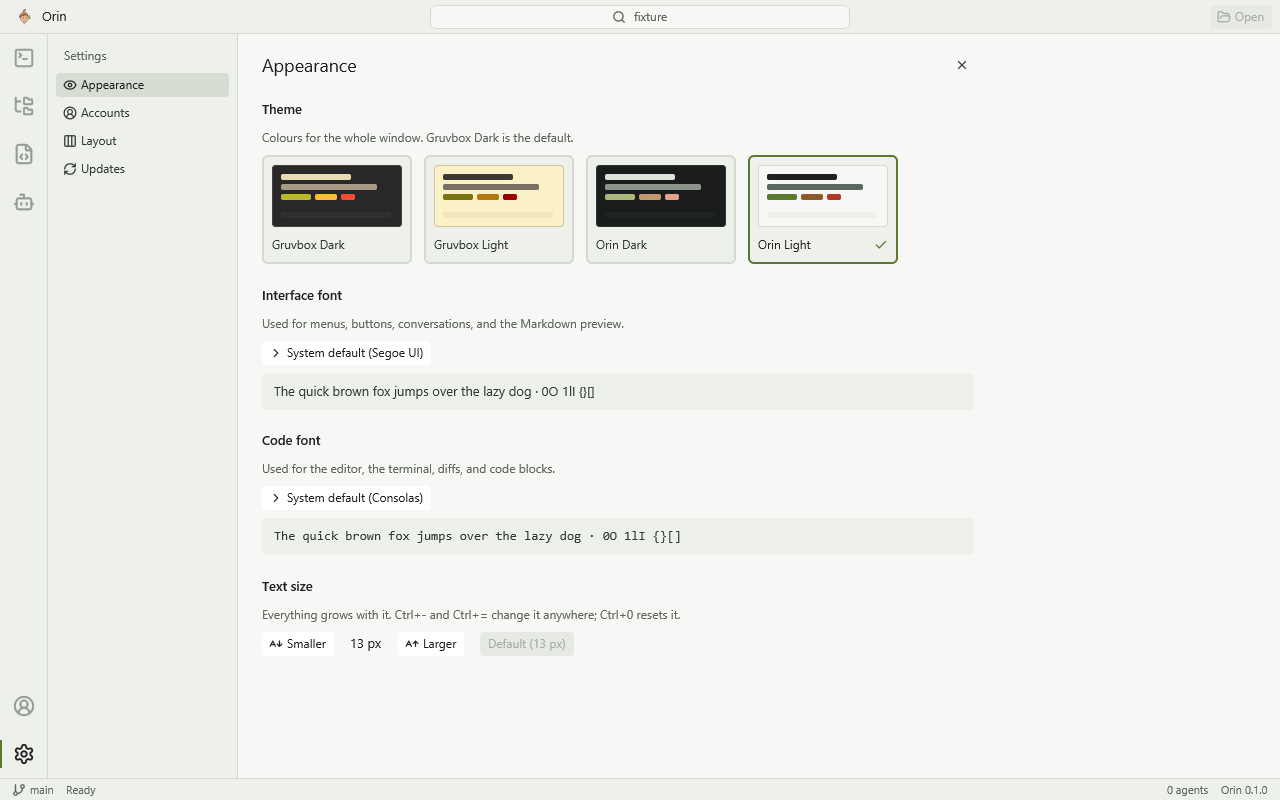 Orin
fixture
Open
Settings
Appearance
Accounts
Layout
Updates
Appearance
Theme
Colours for the whole window. Gruvbox Dark is the default.
Gruvbox Dark
Gruvbox Light
Orin Dark
Orin Light
Interface font
Used for menus, buttons, conversations, and the Markdown preview.
System default (Segoe UI)
The quick brown fox jumps over the lazy dog · 0O 1lI {}[]
Code font
Used for the editor, the terminal, diffs, and code blocks.
System default (Consolas)
The quick brown fox jumps over the lazy dog · 0O 1lI {}[]
Text size
Everything grows with it. Ctrl+- and Ctrl+= change it anywhere; Ctrl+0 resets it.
Smaller
13 px
Larger
Default (13 px)
main
Ready
0 agents
Orin 0.1.0